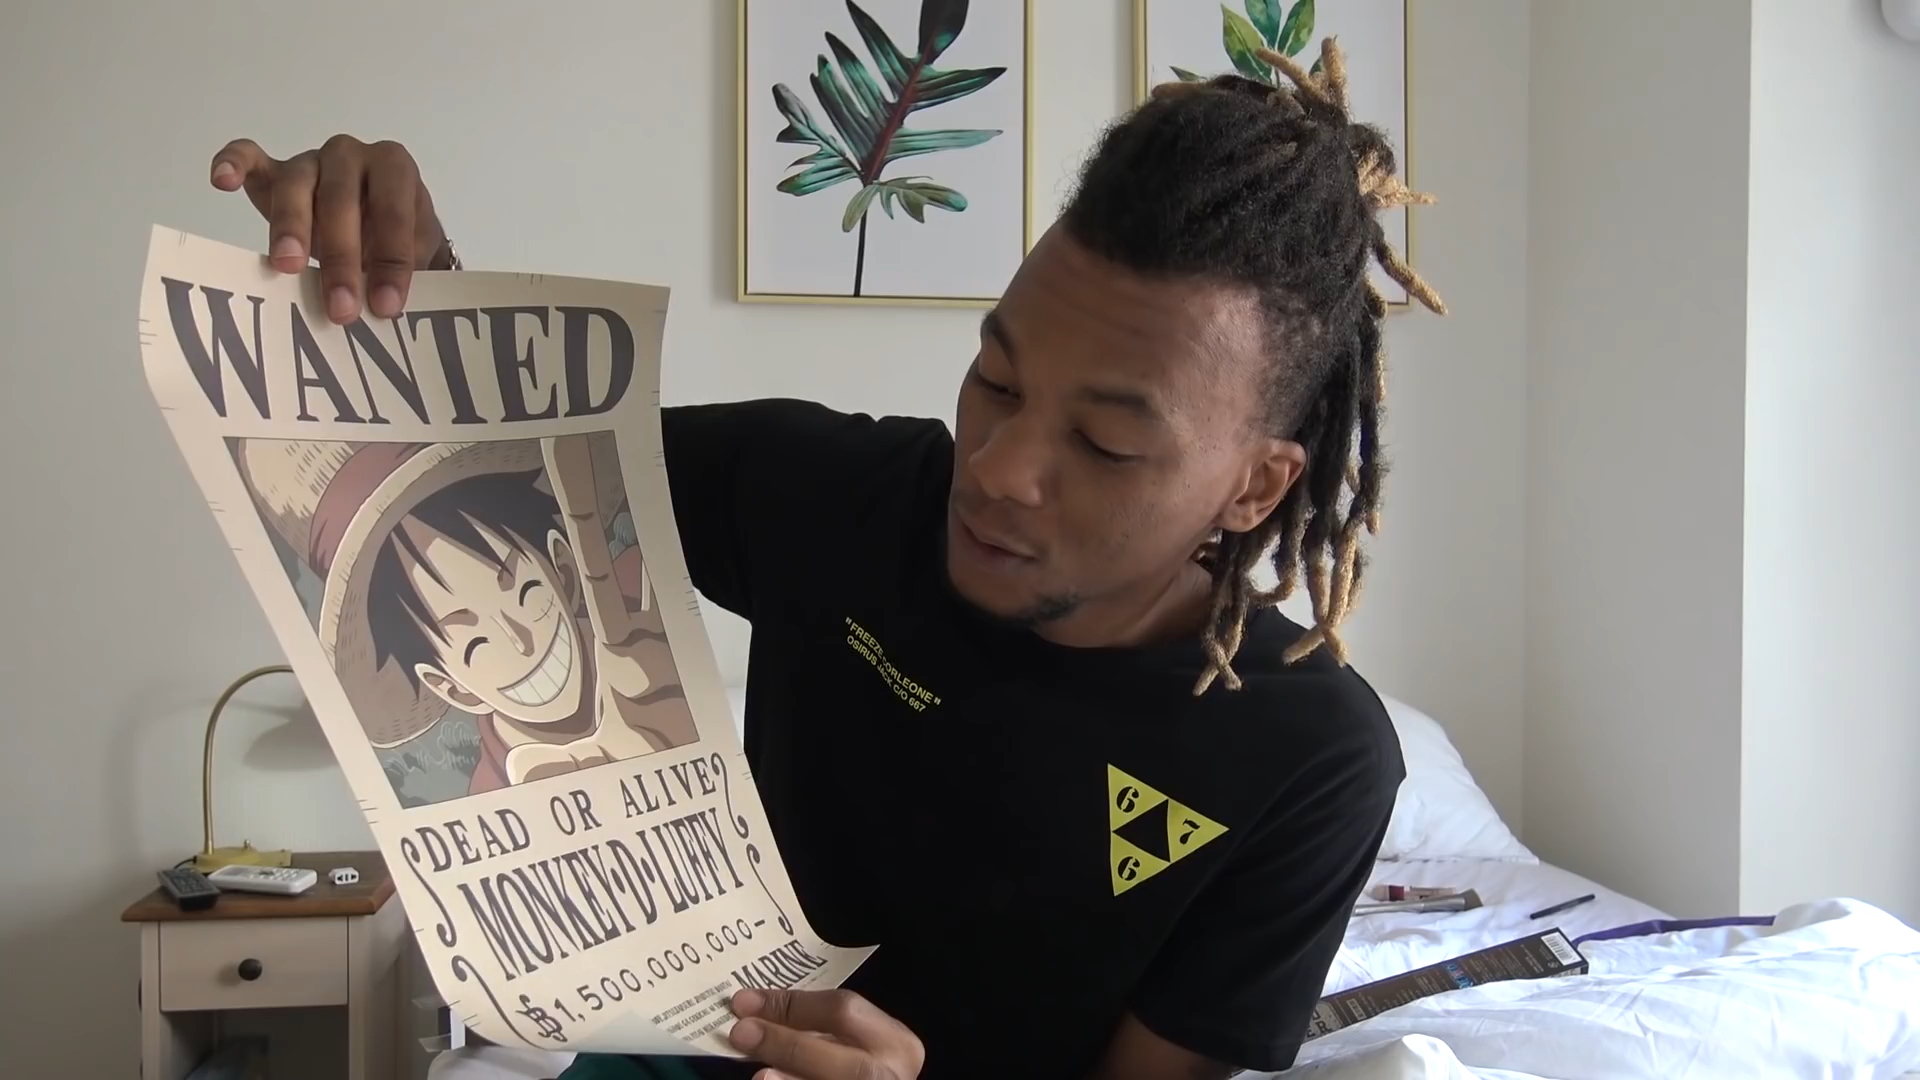 WANTED
DEAD OR ALIVE
MONKEY·D·LUFFY
฿1,500,000,000-
MARINE
"FREEZE CORLEONE"
OSIRUS JACK C/O 667
6
7
6